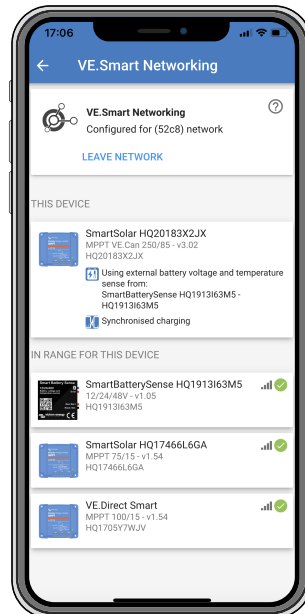 17:06
VE.Smart Networking
VE.Smart Networking
Configured for (52c8) network
LEAVE NETWORK
THIS DEVICE
SmartSolar HQ20183X2JX
MPPT VE.Can 250/85 - v3.02
HQ20183X2JX
Using external battery voltage and temperature
sense from:
SmartBatterySense HQ1913I63M5 -
HQ1913I63M5
Synchronised charging
IN RANGE FOR THIS DEVICE
Smart Battery Sense
SmartBatterySense HQ1913I63M5
12/24/48V - v1.05
HQ1913I63M5
SmartSolar HQ17466L6GA
MPPT 75/15 - v1.54
HQ17466L6GA
VE.Direct Smart
MPPT 100/15 - v1.54
HQ1705Y7WJV